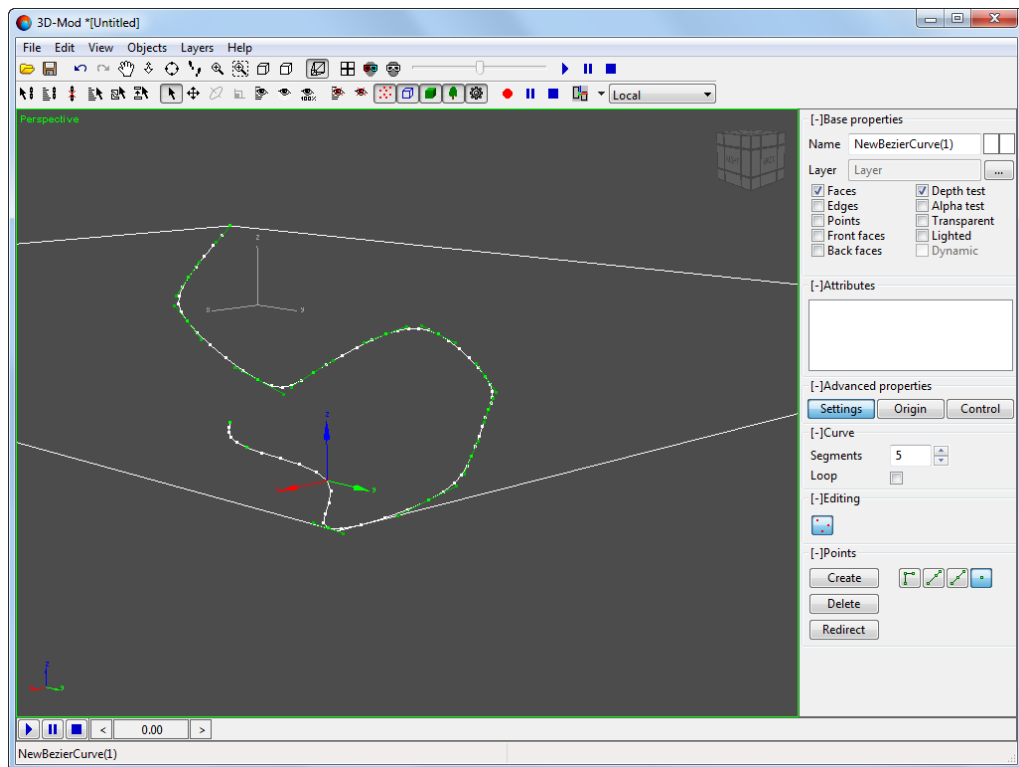 3D-Mod *[Untitled]
File Edit View Objects Layers Help
100%
Local
Perspective
z
x y
z
y
z
y
[-]Base properties
Name NewBezierCurve(1)
Layer Layer ...
Faces Depth test
Edges Alpha test
Points Transparent
Front faces Lighted
Back faces Dynamic
[-]Attributes
[-]Advanced properties
Settings Origin Control
[-]Curve
Segments 5
Loop
[-]Editing
[-]Points
Create
Delete
Redirect
< 0.00 >
NewBezierCurve(1)